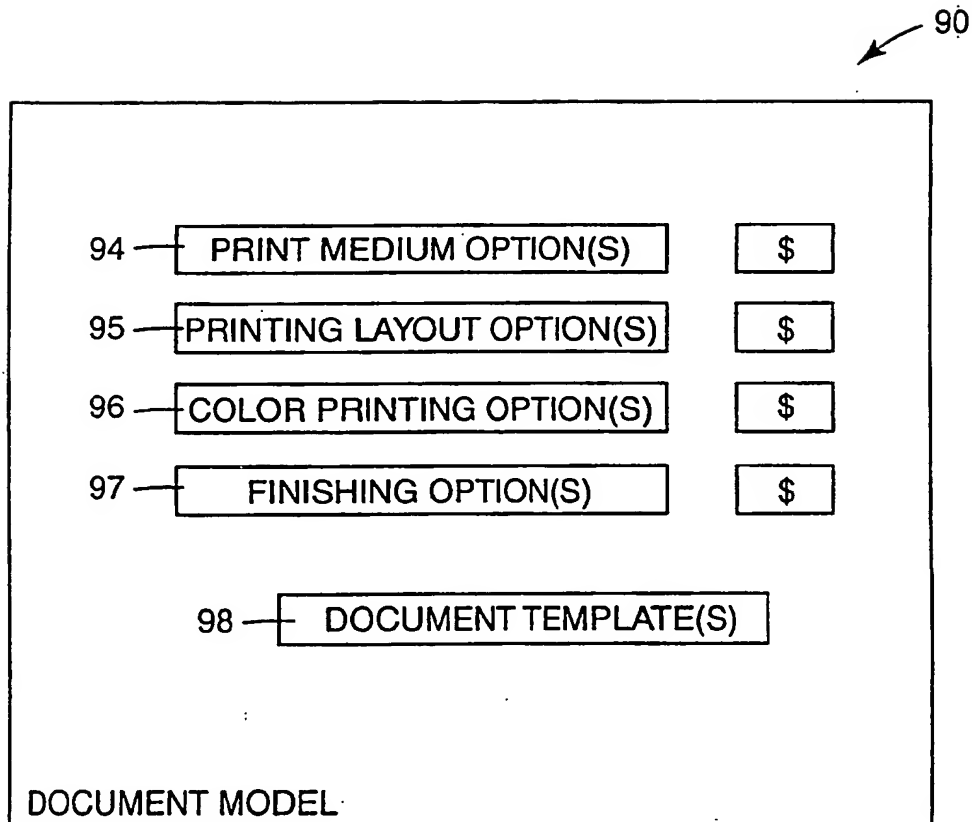 90
94 PRINT MEDIUM OPTION(S) $
95 PRINTING LAYOUT OPTION(S) $
96 COLOR PRINTING OPTION(S) $
97 FINISHING OPTION(S) $
98 DOCUMENT TEMPLATE(S)
DOCUMENT MODEL